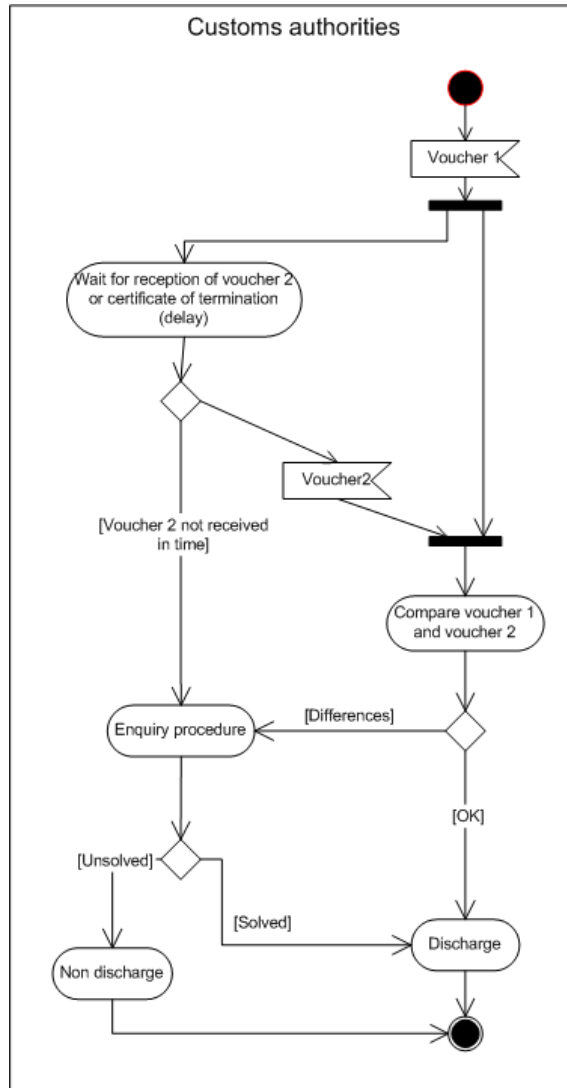 Customs authorities
Voucher 1
Wait for reception of voucher 2
or certificate of termination
(delay)
Voucher2
[Voucher 2 not received
in time]
Compare voucher 1
and voucher 2
[Differences]
Enquiry procedure
[OK]
[Unsolved]
[Solved]
Discharge
Non discharge